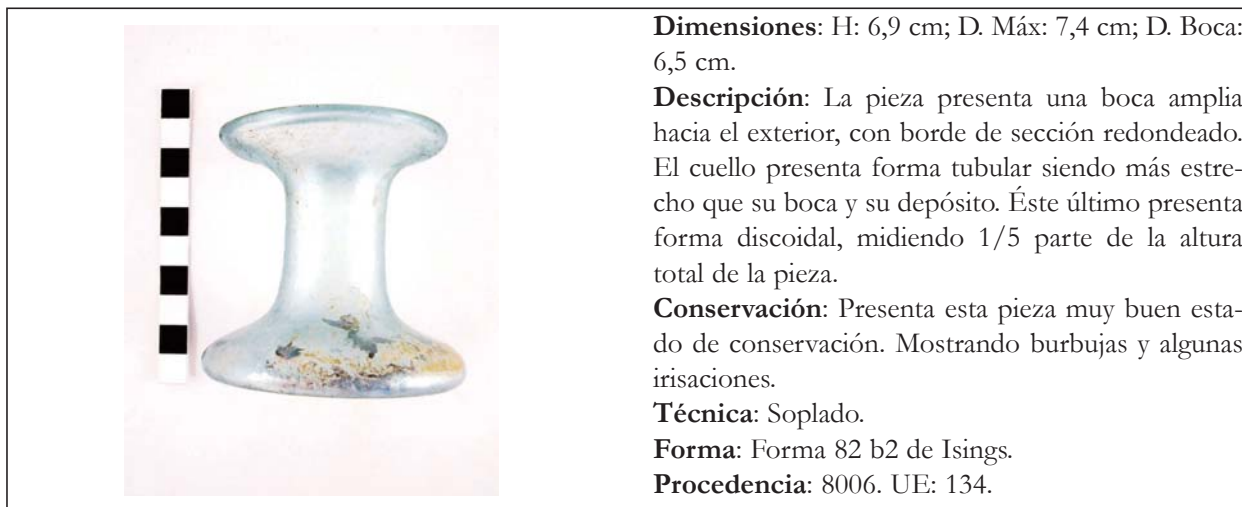 Dimensiones: H: 6,9 cm; D. Máx: 7,4 cm; D. Boca:
6,5 cm.
Descripción: La pieza presenta una boca amplia
hacia el exterior, con borde de sección redondeado.
El cuello presenta forma tubular siendo más estre-
cho que su boca y su depósito. Éste último presenta
forma discoidal, midiendo 1/5 parte de la altura
total de la pieza.
Conservación: Presenta esta pieza muy buen esta-
do de conservación. Mostrando burbujas y algunas
irisaciones.
Técnica: Soplado.
Forma: Forma 82 b2 de Isings.
Procedencia: 8006. UE: 134.